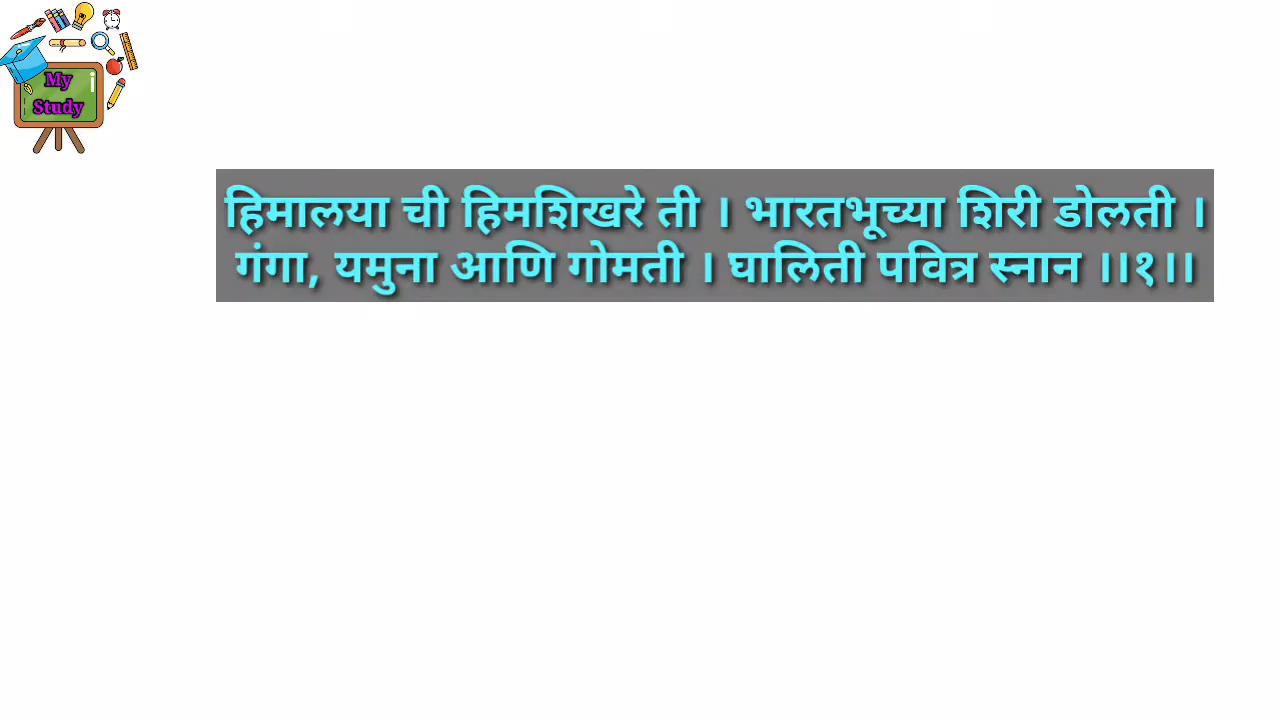 My
Study
हिमालया ची हिमशिखरे ती । भारतभूच्या शिरी डोलती ।
गंगा, यमुना आणि गोमती । घालिती पवित्र स्नान ।।१।।